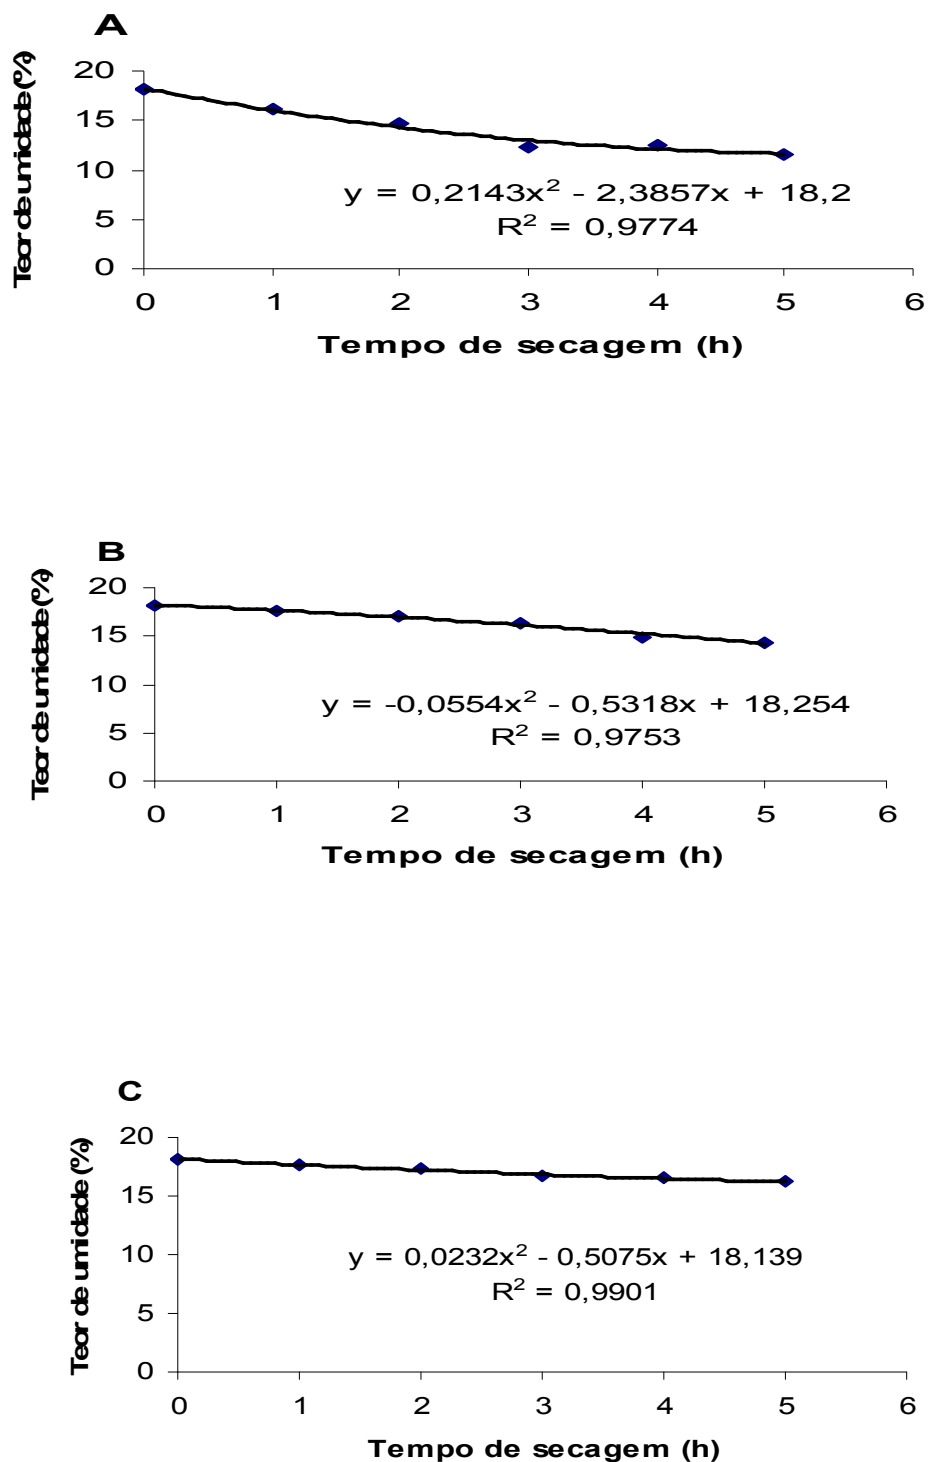 A
Teor de umidade (%)
20
15
10
5
0
y = 0,2143x² - 2,3857x + 18,2
R² = 0,9774
0 1 2 3 4 5 6
Tempo de secagem (h)
B
Teor de umidade (%)
20
15
10
5
0
y = -0,0554x² - 0,5318x + 18,254
R² = 0,9753
0 1 2 3 4 5 6
Tempo de secagem (h)
C
Teor de umidade (%)
20
15
10
5
0
y = 0,0232x² - 0,5075x + 18,139
R² = 0,9901
0 1 2 3 4 5 6
Tempo de secagem (h)